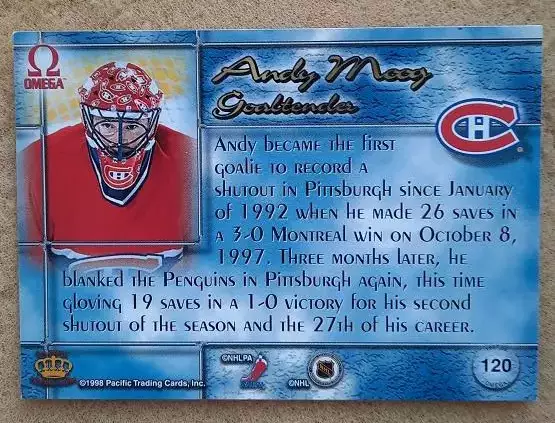 Ω
OMEGA
Andy Moog
Goaltender
ANDY BECAME THE FIRST
GOALIE TO RECORD A
SHUTOUT IN PITTSBURGH SINCE JANUARY
OF 1992 WHEN HE MADE 26 SAVES IN
A 3-0 MONTREAL WIN ON OCTOBER 8,
1997. THREE MONTHS LATER, HE
BLANKED THE PENGUINS IN PITTSBURGH AGAIN, THIS TIME
GLOVING 19 SAVES IN A 1-0 VICTORY FOR HIS SECOND
SHUTOUT OF THE SEASON AND THE 27TH OF HIS CAREER.
©1998 Pacific Trading Cards, Inc.
©NHLPA
©NHL
120